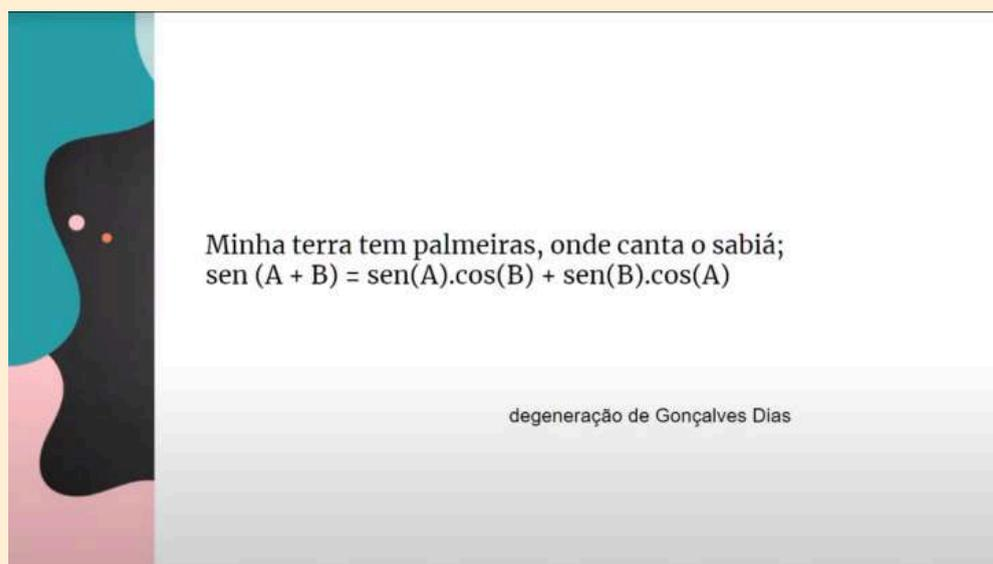 Minha terra tem palmeiras, onde canta o sabiá;
sen (A + B) = sen(A).cos(B) + sen(B).cos(A)
degeneração de Gonçalves Dias